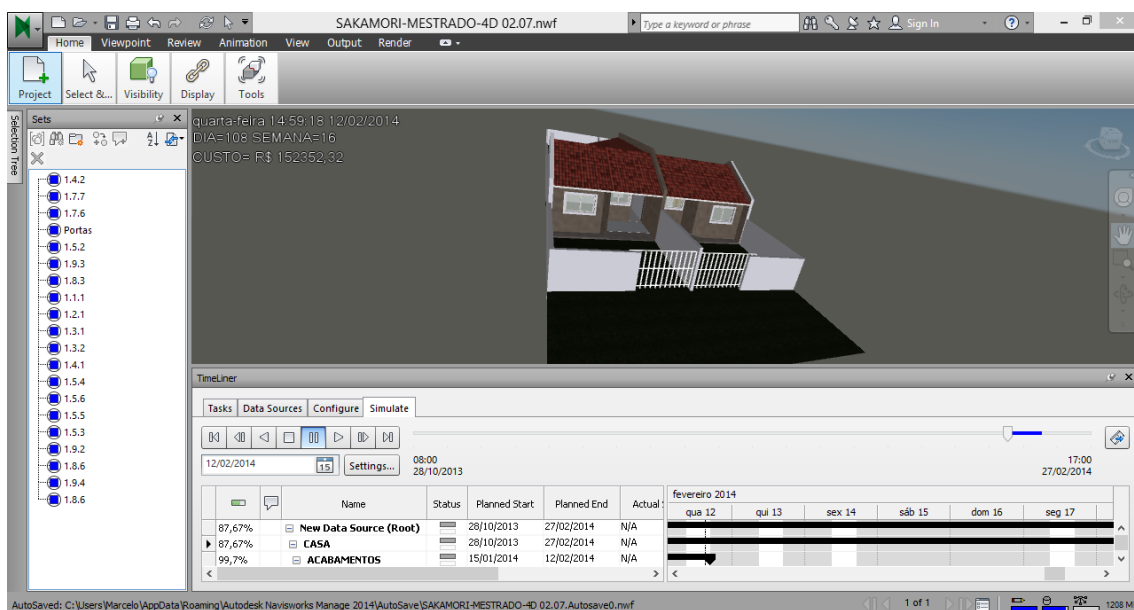 SAKAMORI-MESTRADO-4D 02.07.nwf
Type a keyword or phrase
Sign In
Home Viewpoint Review Animation View Output Render
Project Select &... Visibility Display Tools
Selection Tree
Sets
1.4.2
1.7.7
1.7.6
Portas
1.5.2
1.9.3
1.8.3
1.1.1
1.2.1
1.3.1
1.3.2
1.4.1
1.5.4
1.5.6
1.5.5
1.5.3
1.9.2
1.8.6
1.9.4
1.8.6
quarta-feira 14:59:18 12/02/2014
DIA=108 SEMANA=16
CUSTO= R$ 152352,32
TimeLiner
Tasks Data Sources Configure Simulate
12/02/2014 15 Settings...
08:00
28/10/2013
17:00
27/02/2014
Name Status Planned Start Planned End Actual
fevereiro 2014
qua 12 qui 13 sex 14 sáb 15 dom 16 seg 17
87,67% New Data Source (Root) 28/10/2013 27/02/2014 N/A
87,67% CASA 28/10/2013 27/02/2014 N/A
99,7% ACABAMENTOS 15/01/2014 12/02/2014 N/A
AutoSaved: C:\Users\Marcelo\AppData\Roaming\Autodesk Navisworks Manage 2014\AutoSave\SAKAMORI-MESTRADO-4D 02.07.Autosave0.nwf
1 of 1
1208 M